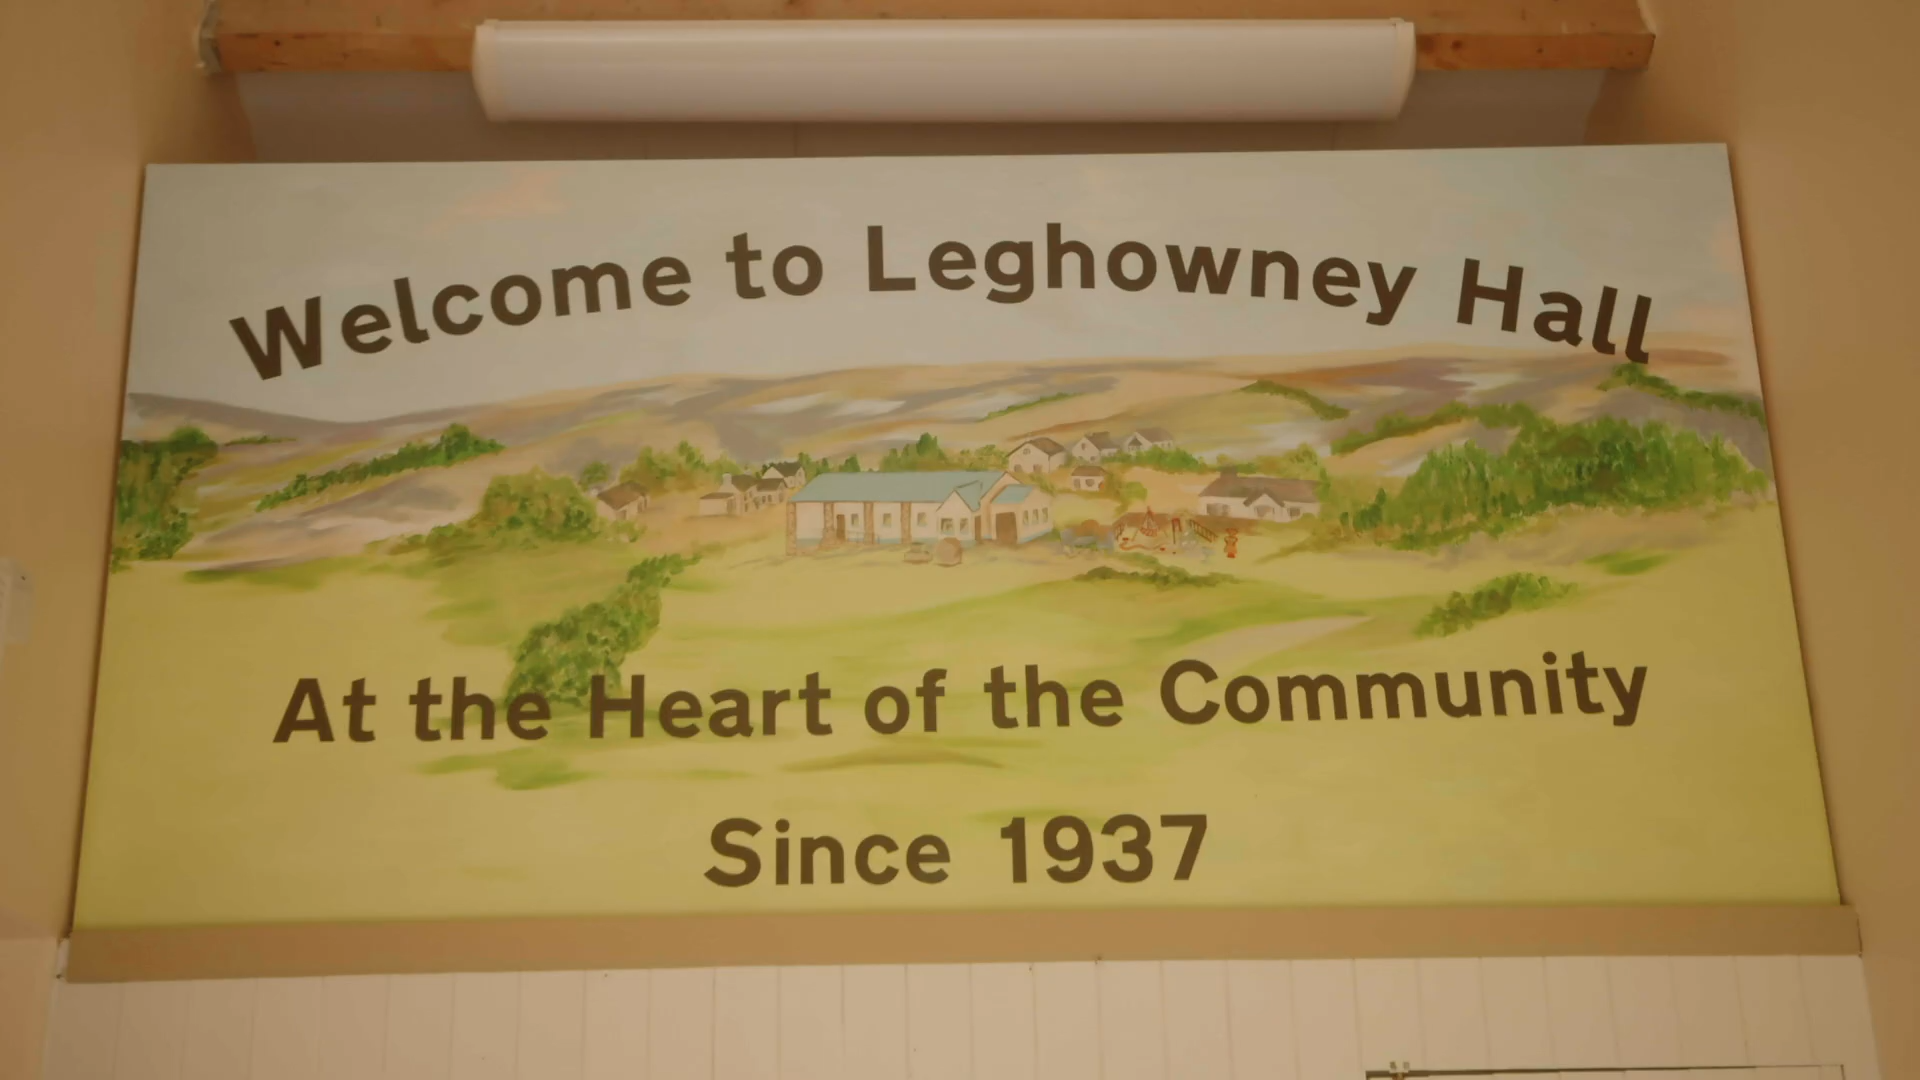 Welcome to Leghowney Hall
At the Heart of the Community
Since 1937